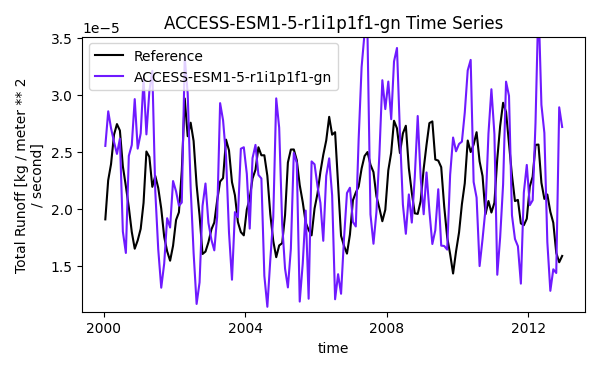 ACCESS-ESM1-5-r1i1p1f1-gn Time Series
1e−5
Reference
ACCESS-ESM1-5-r1i1p1f1-gn
3.5
3.0
2.5
2.0
1.5
Total Runoff [kg / meter ** 2
/ second]
2000
2004
2008
2012
time